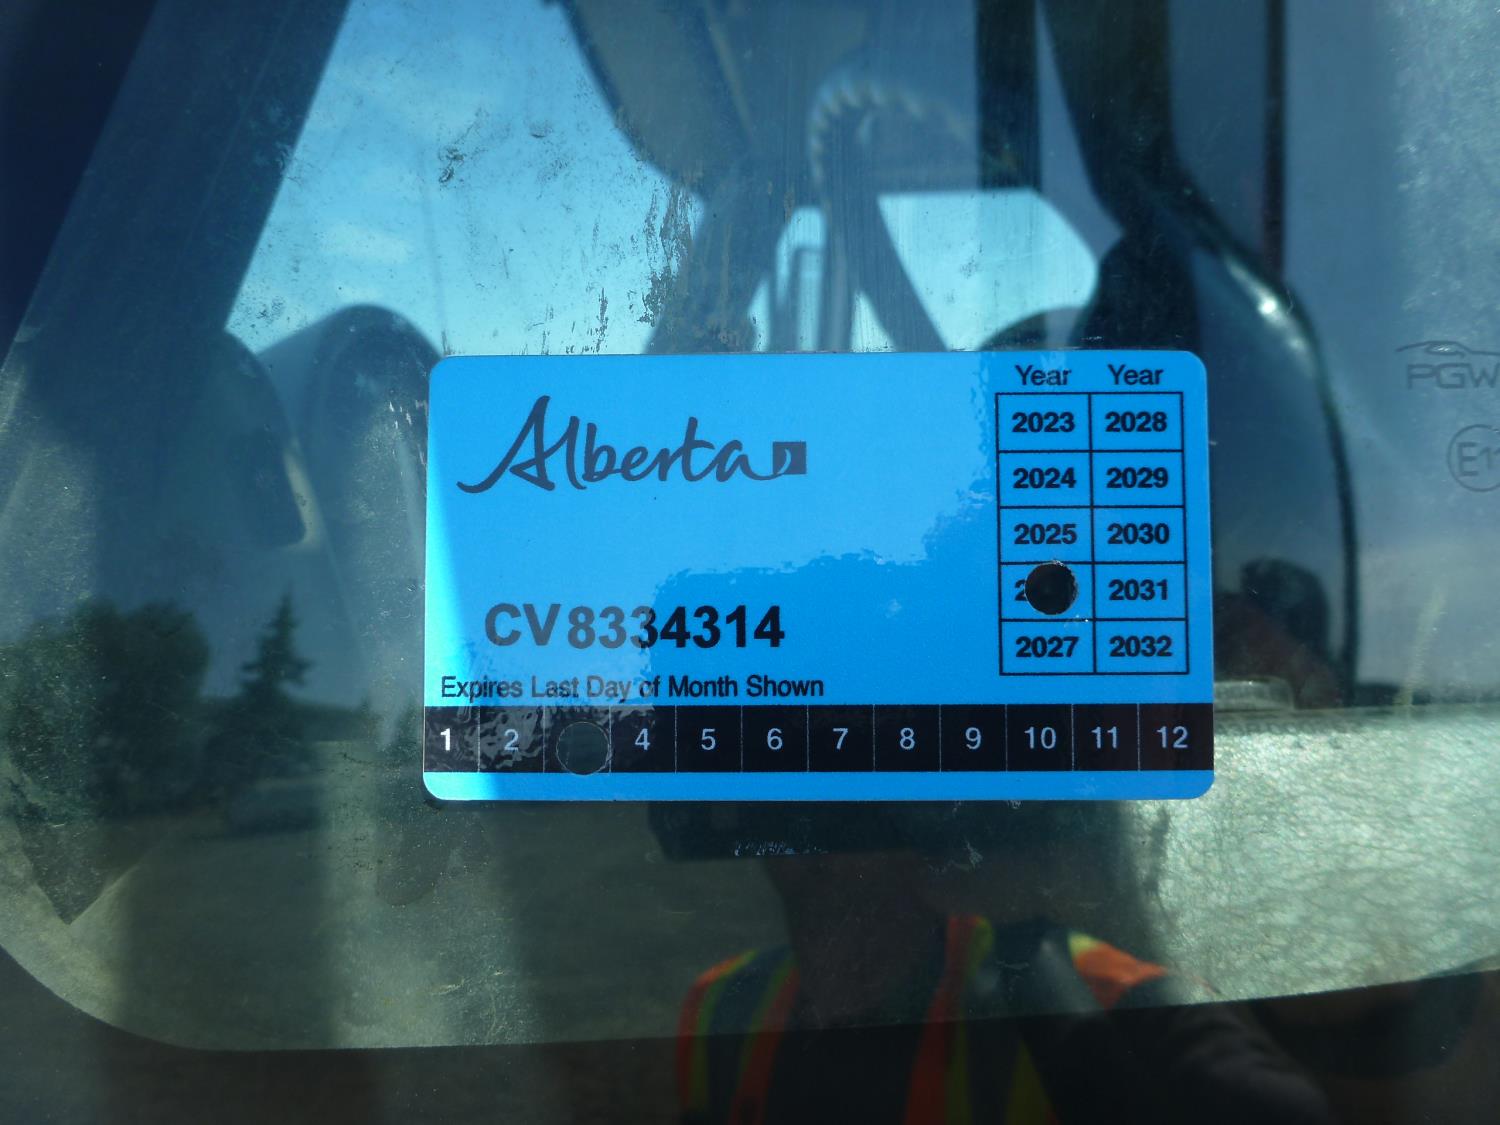 Alberta
Year Year
2023 2028
2024 2029
2025 2030
2031
2027 2032
CV8334314
Expires Last Day of Month Shown
1 2 4 5 6 7 8 9 10 11 12
PGW
E11